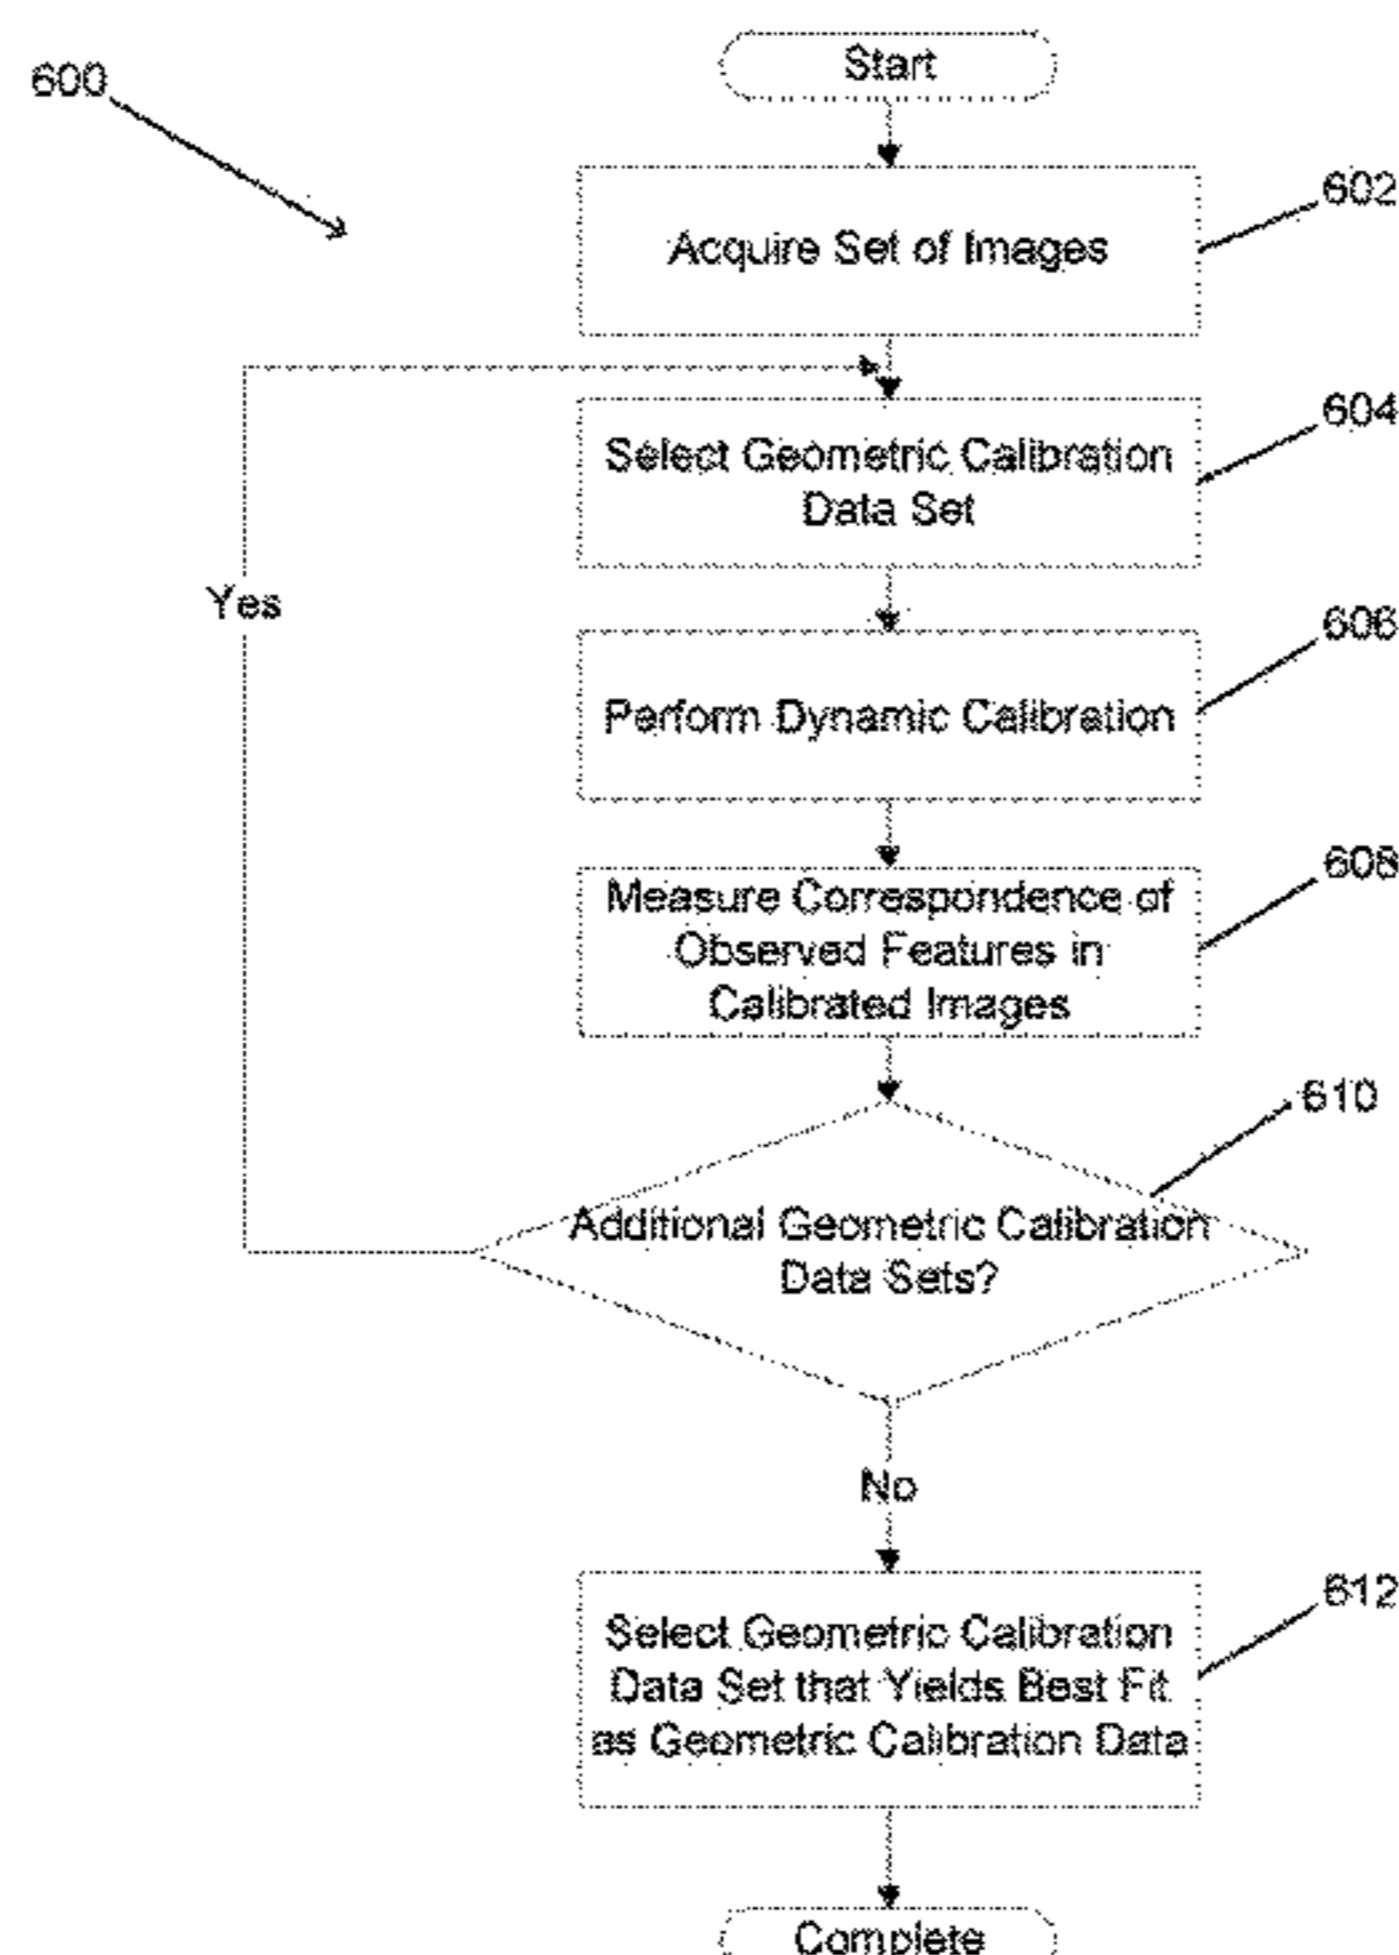 600
Start
602
Acquire Set of Images
604
Select Geometric Calibration
Data Set
Yes
606
Perform Dynamic Calibration
608
Measure Correspondence of
Observed Features in
Calibrated Images
610
Additional Geometric Calibration
Data Sets?
No
612
Select Geometric Calibration
Data Set that Yields Best Fit
as Geometric Calibration Data
Complete